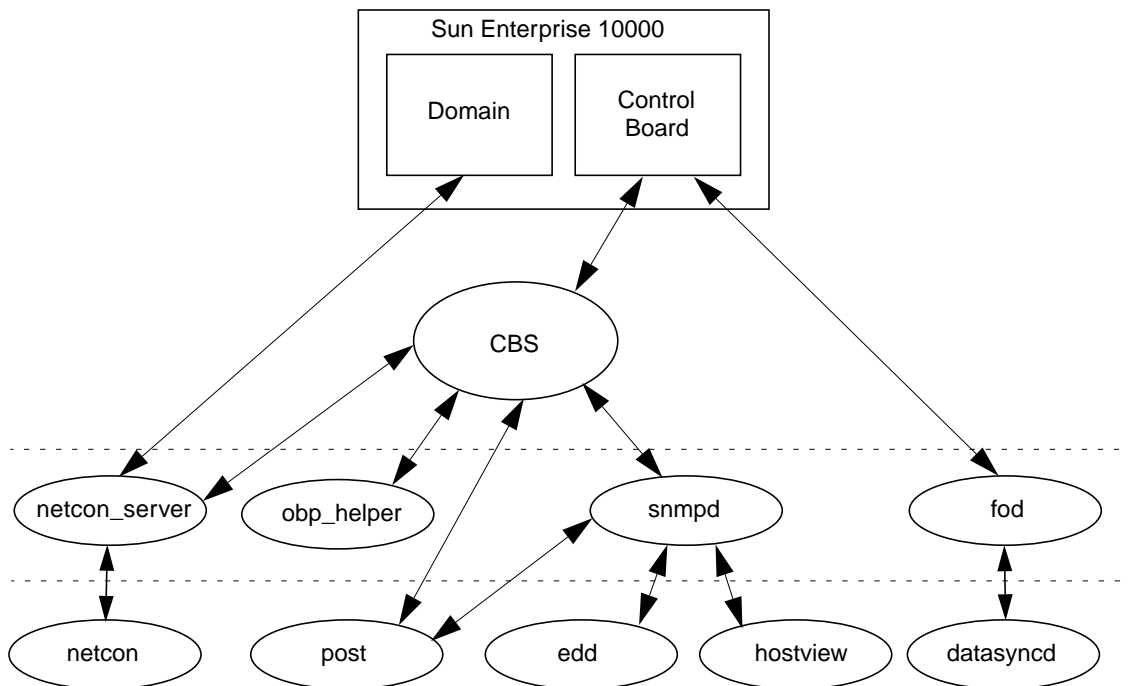 Sun Enterprise 10000
Domain
Control
Board
CBS
netcon_server
obp_helper
snmpd
fod
netcon
post
edd
hostview
datasyncd